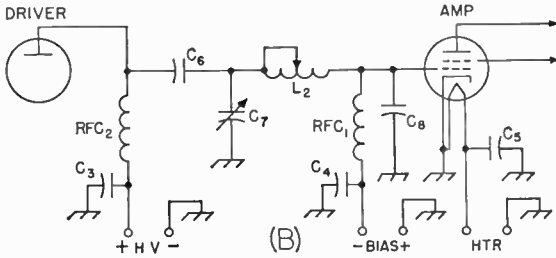 DRIVER
AMP
C6
L2
RFC2
C7
RFC1
C8
C5
C3
C4
+ HV -
(B)
-BIAS+
HTR